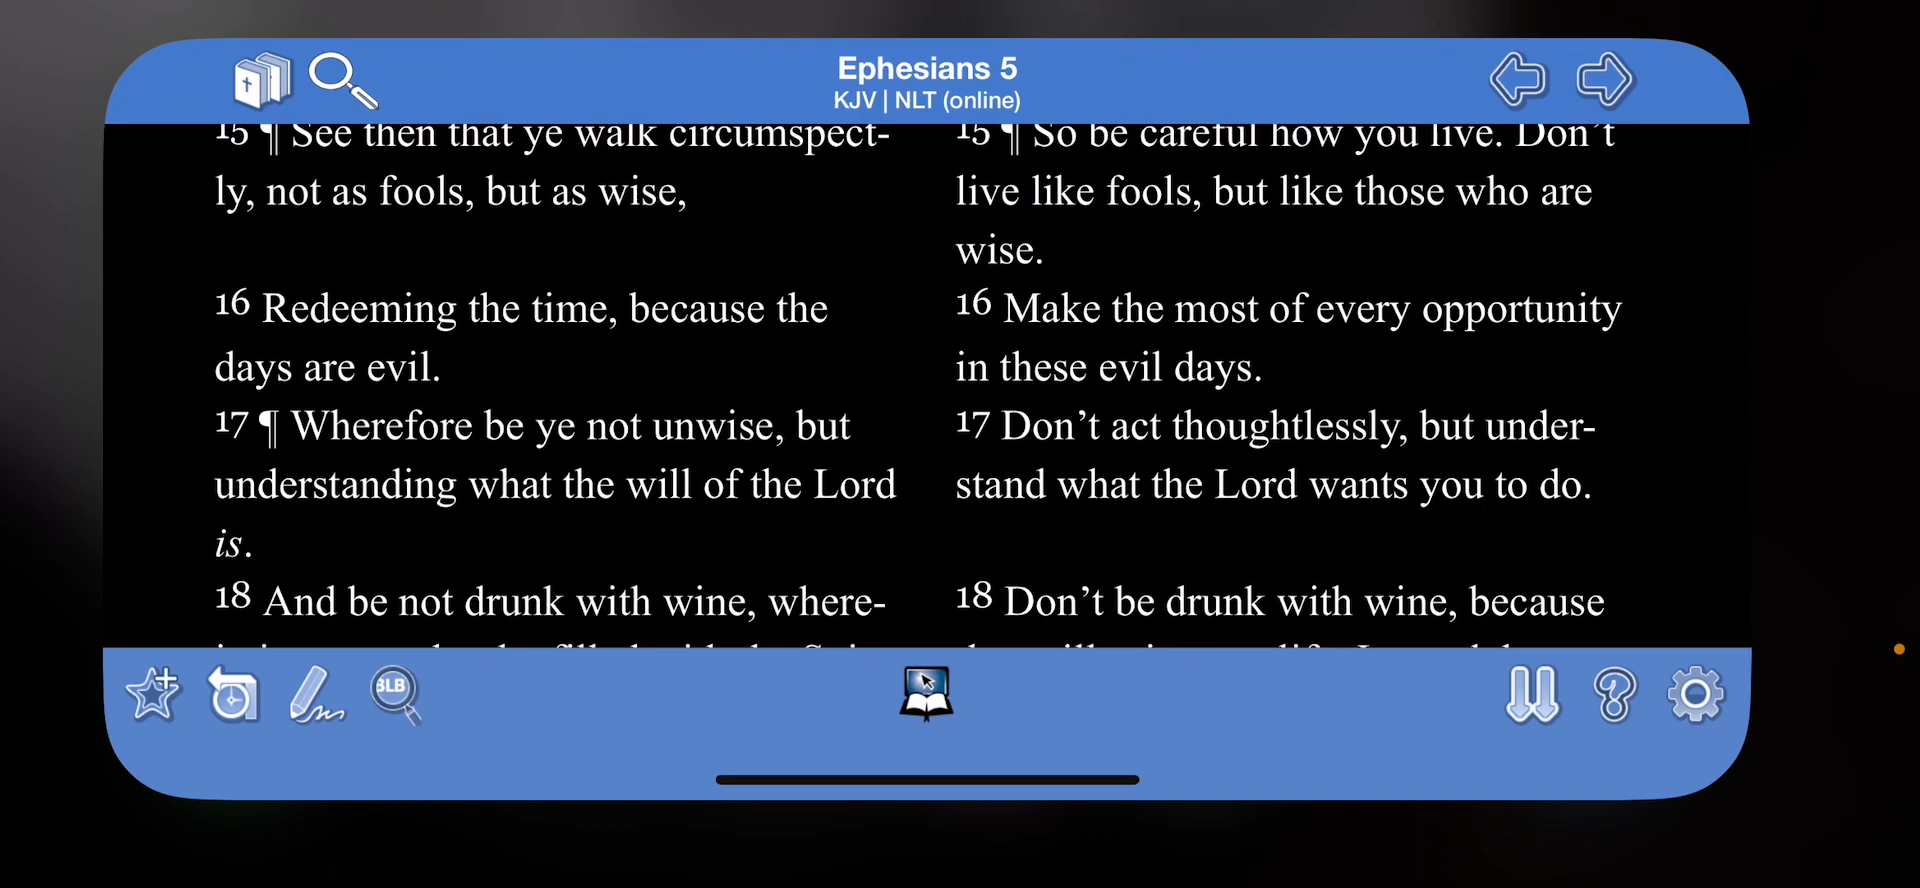 Ephesians 5
KJV | NLT (online)
15 ¶ See then that ye walk circumspect-
ly, not as fools, but as wise,
16 Redeeming the time, because the
days are evil.
17 ¶ Wherefore be ye not unwise, but
understanding what the will of the Lord
is.
18 And be not drunk with wine, where-
15 ¶ So be careful how you live. Don’t
live like fools, but like those who are
wise.
16 Make the most of every opportunity
in these evil days.
17 Don’t act thoughtlessly, but under-
stand what the Lord wants you to do.
18 Don’t be drunk with wine, because
BLB